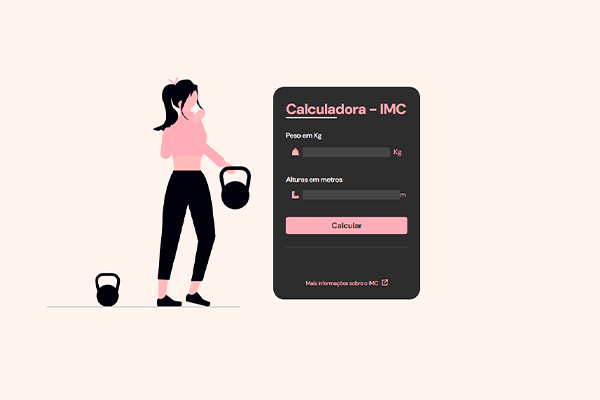 Calculadora - IMC
Peso em Kg
Kg
Alturas em metros
m
Calcular
Mais informações sobre o IMC